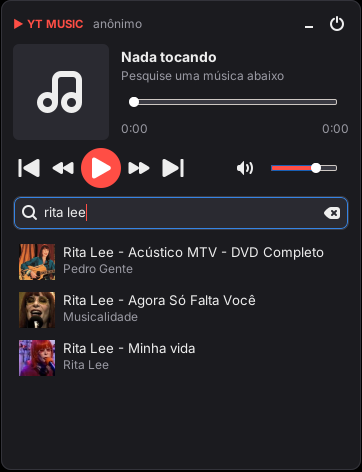 YT MUSIC anônimo
Nada tocando
Pesquise uma música abaixo
0:00 0:00
rita lee
Rita Lee - Acústico MTV - DVD Completo
Pedro Gente
Rita Lee - Agora Só Falta Você
Musicalidade
Rita Lee - Minha vida
Rita Lee